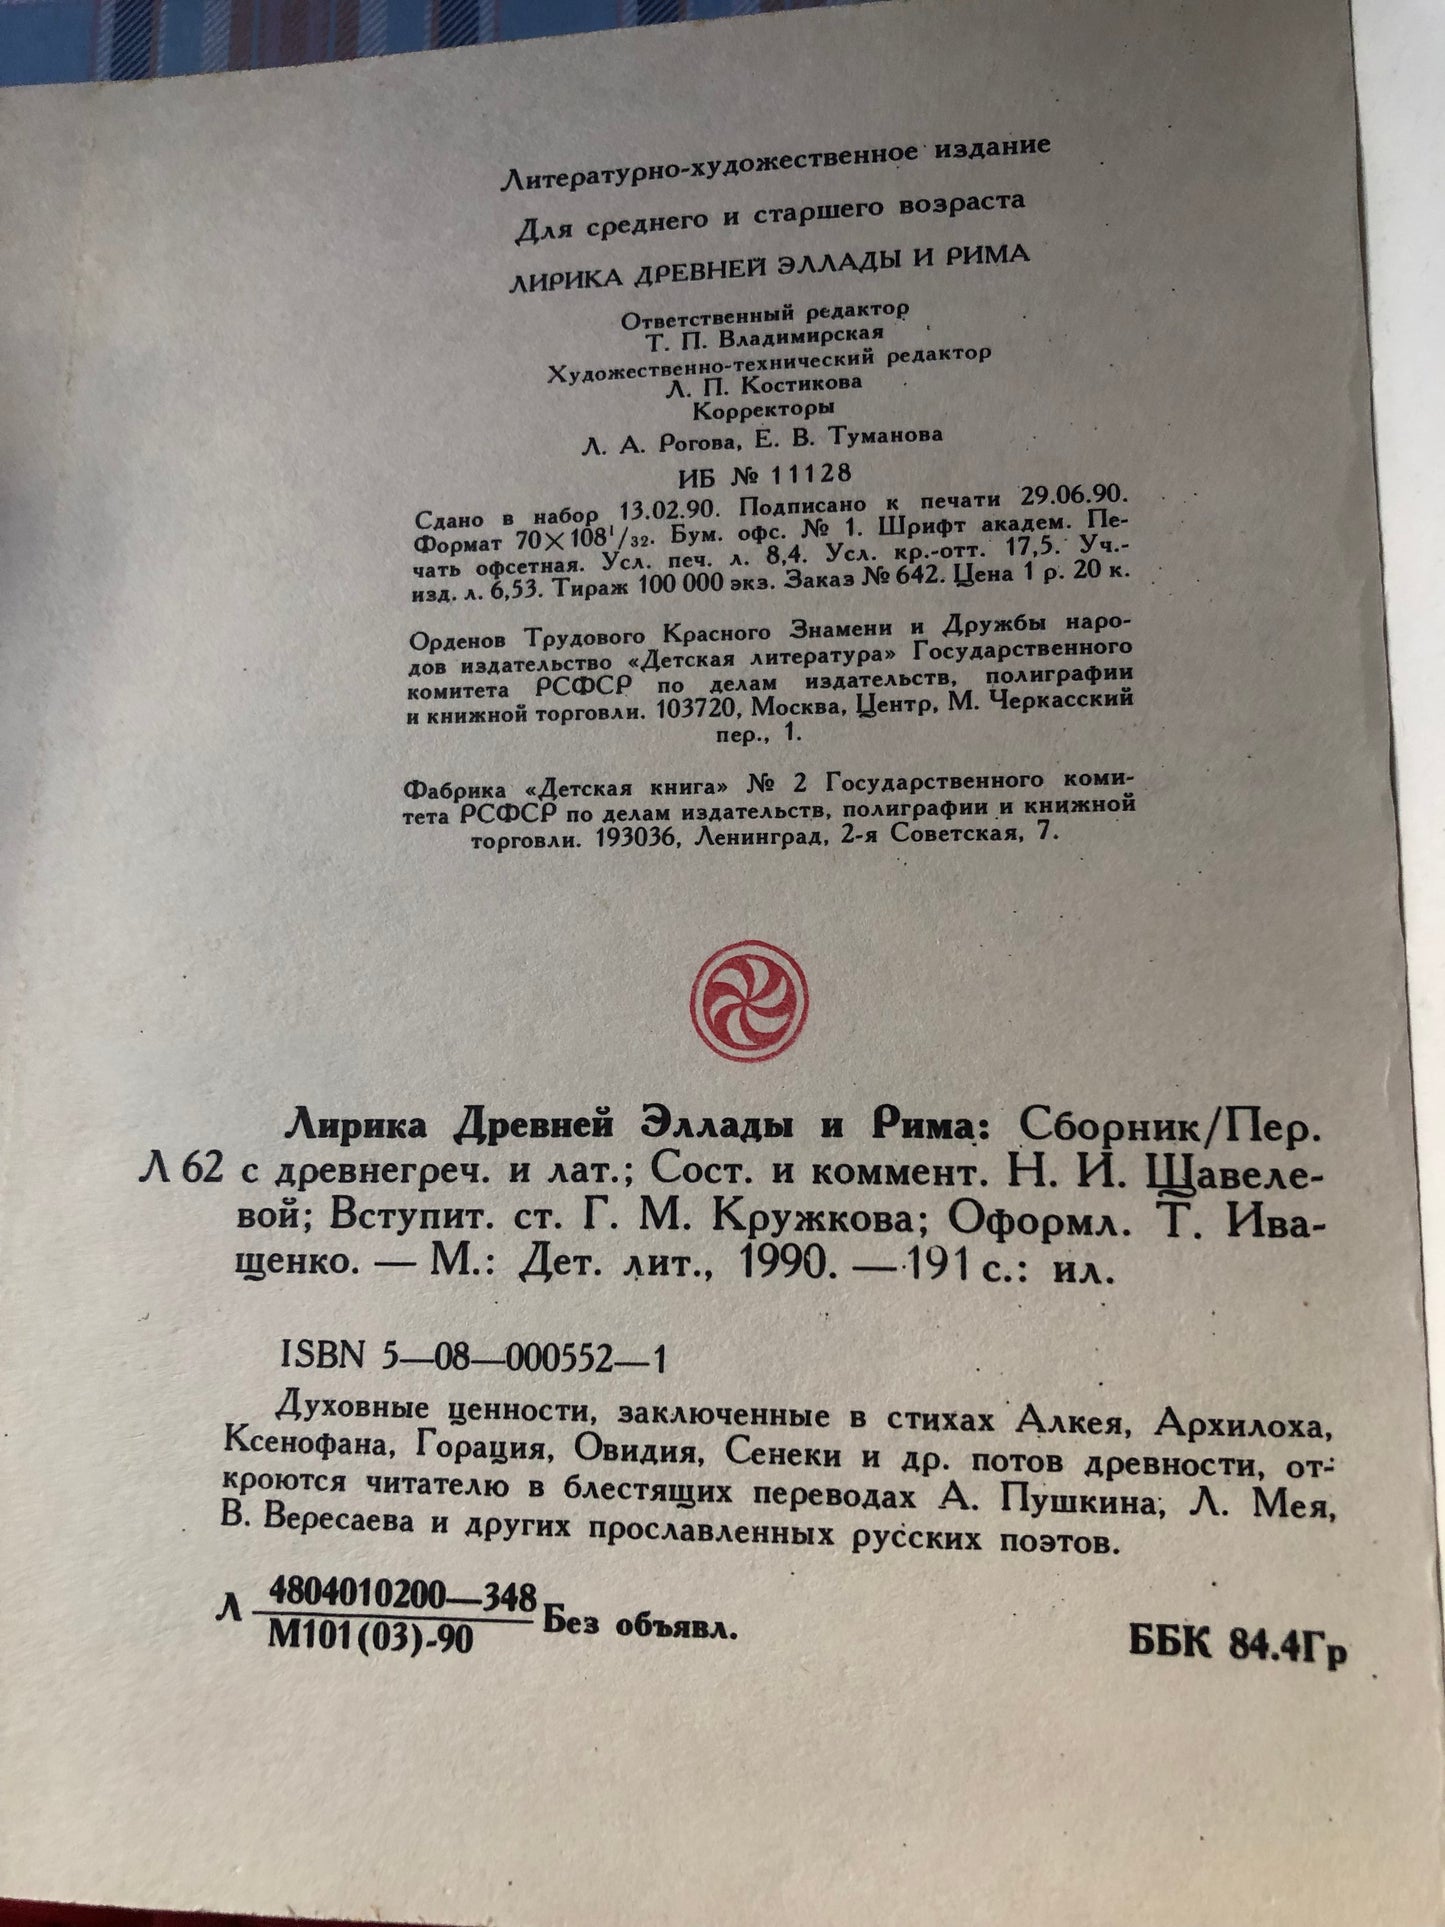 Литературно-художественное издание
Для среднего и старшего возраста
ЛИРИКА ДРЕВНЕЙ ЭЛЛАДЫ И РИМА
Ответственный редактор
Т. П. Владимирская
Художественно-технический редактор
Л. П. Костикова
Корректоры
Л. А. Рогова, Е. В. Туманова
ИБ № 11128
Сдано в набор 13.02.90. Подписано к печати 29.06.90.
Формат 70×108¹/₃₂. Бум. офс. № 1. Шрифт академ. Пе-
чать офсетная. Усл. печ. л. 8,4. Усл. кр.-отт. 17,5. Уч.-
изд. л. 6,53. Тираж 100 000 экз. Заказ № 642. Цена 1 р. 20 к.
Орденов Трудового Красного Знамени и Дружбы наро-
дов издательство «Детская литература» Государственного
комитета РСФСР по делам издательств, полиграфии
и книжной торговли. 103720, Москва, Центр, М. Черкасский
пер., 1.
Фабрика «Детская книга» № 2 Государственного коми-
тета РСФСР по делам издательств, полиграфии и книжной
торговли. 193036, Ленинград, 2-я Советская, 7.
Лирика Древней Эллады и Рима: Сборник/Пер.
Л 62 с древнегреч. и лат.; Сост. и коммент. Н. И. Щавеле-
вой; Вступит. ст. Г. М. Кружкова; Оформл. Т. Ива-
щенко. — М.: Дет. лит., 1990. — 191 с.: ил.
ISBN 5—08—000552—1
Духовные ценности, заключенные в стихах Алкея, Архилоха,
Ксенофана, Горация, Овидия, Сенеки и др. потов древности, от-
кроются читателю в блестящих переводах А. Пушкина, Л. Мея,
В. Вересаева и других прославленных русских поэтов.
Л 4804010200—348 Без объявл.
М101(03)-90
ББК 84.4Гр